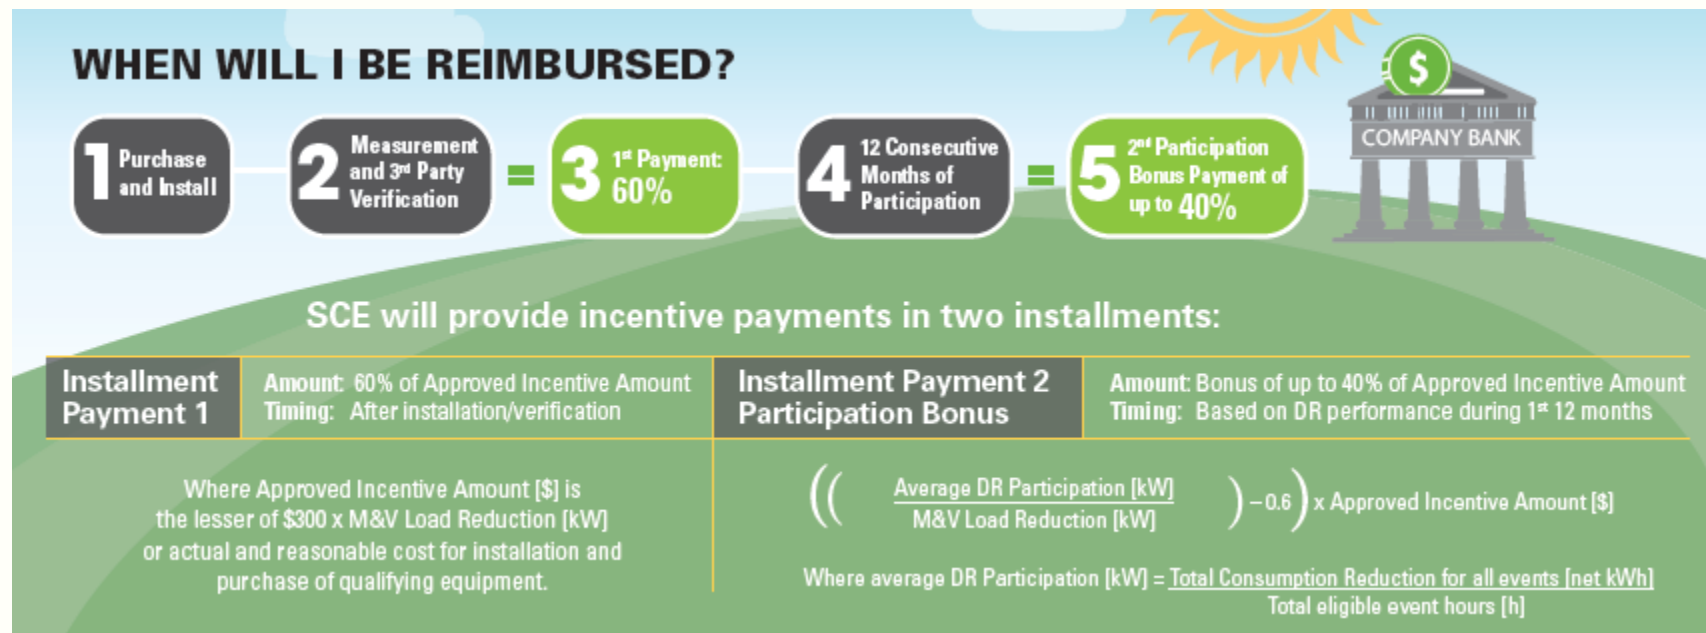 WHEN WILL I BE REIMBURSED?
$
COMPANY BANK
1 Purchase
and Install
2 Measurement
and 3rd Party
Verification
=
3 1st Payment:
60%
4 12 Consecutive
Months of
Participation
=
5 2nd Participation
Bonus Payment of
up to 40%
SCE will provide incentive payments in two installments:
Installment
Payment 1
Amount: 60% of Approved Incentive Amount
Timing: After installation/verification
Installment Payment 2
Participation Bonus
Amount: Bonus of up to 40% of Approved Incentive Amount
Timing: Based on DR performance during 1st 12 months
Where Approved Incentive Amount [$] is
the lesser of $300 x M&V Load Reduction [kW]
or actual and reasonable cost for installation and
purchase of qualifying equipment.
((Average DR Participation [kW]
M&V Load Reduction [kW]
) – 0.6) x Approved Incentive Amount [$]
Where average DR Participation [kW] = Total Consumption Reduction for all events [net kWh]
Total eligible event hours [h]